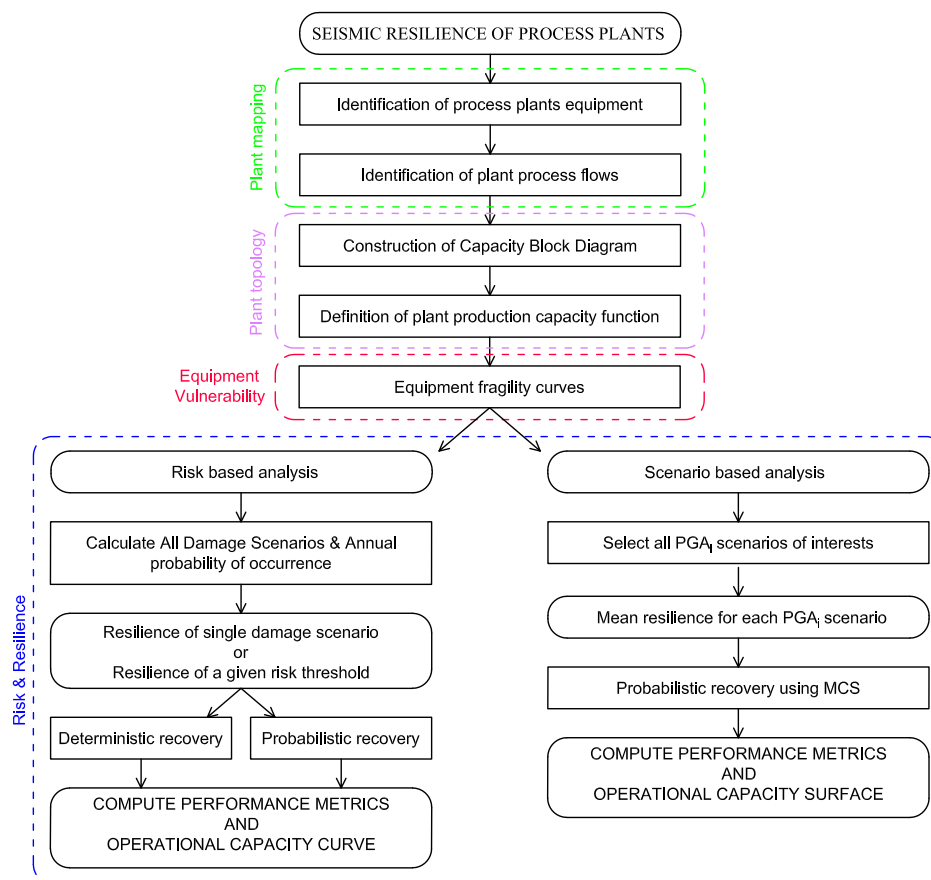 SEISMIC RESILIENCE OF PROCESS PLANTS
Plant mapping
Identification of process plants equipment
Identification of plant process flows
Plant topology
Construction of Capacity Block Diagram
Definition of plant production capacity function
Equipment
Vulnerability
Equipment fragility curves
Risk & Resilience
Risk based analysis
Calculate All Damage Scenarios & Annual
probability of occurrence
Resilience of single damage scenario
or
Resilience of a given risk threshold
Deterministic recovery
Probabilistic recovery
COMPUTE PERFORMANCE METRICS
AND
OPERATIONAL CAPACITY CURVE
Scenario based analysis
Select all PGAi scenarios of interests
Mean resilience for each PGAi scenario
Probabilistic recovery using MCS
COMPUTE PERFORMANCE METRICS
AND
OPERATIONAL CAPACITY SURFACE